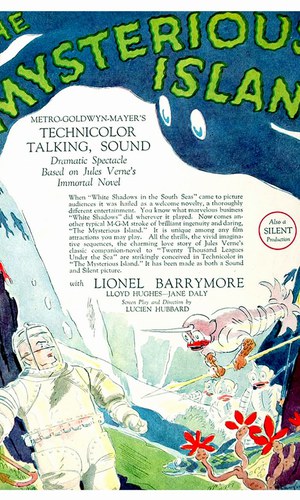 THE
MYSTERIOUS
ISLAND
METRO-GOLDWYN-MAYER'S
TECHNICOLOR
TALKING, SOUND
Dramatic Spectacle
Based on Jules Verne's
Immortal Novel
When "White Shadows in the South Seas" came to picture
audiences it was hailed as a welcome novelty, a thoroughly
different entertainment. You know what marvelous business
"White Shadows" did wherever it played. Now comes an-
other typical M-G-M stroke of brilliant ingenuity and daring
"The Mysterious Island." It is unique among any film
attractions you may play. All the thrills, the vivid imagina-
tive sequences, the charming love story of Jules Verne's
classic companion-novel to "Twenty Thousand Leagues
Under the Sea" are strikingly conceived in Technicolor in
"The Mysterious Island." It has been made as both a Sound
and Silent picture.
Also a
SILENT
Production
with LIONEL BARRYMORE
LLOYD HUGHES—JANE DALY
Screen Play and Direction by
LUCIEN HUBBARD